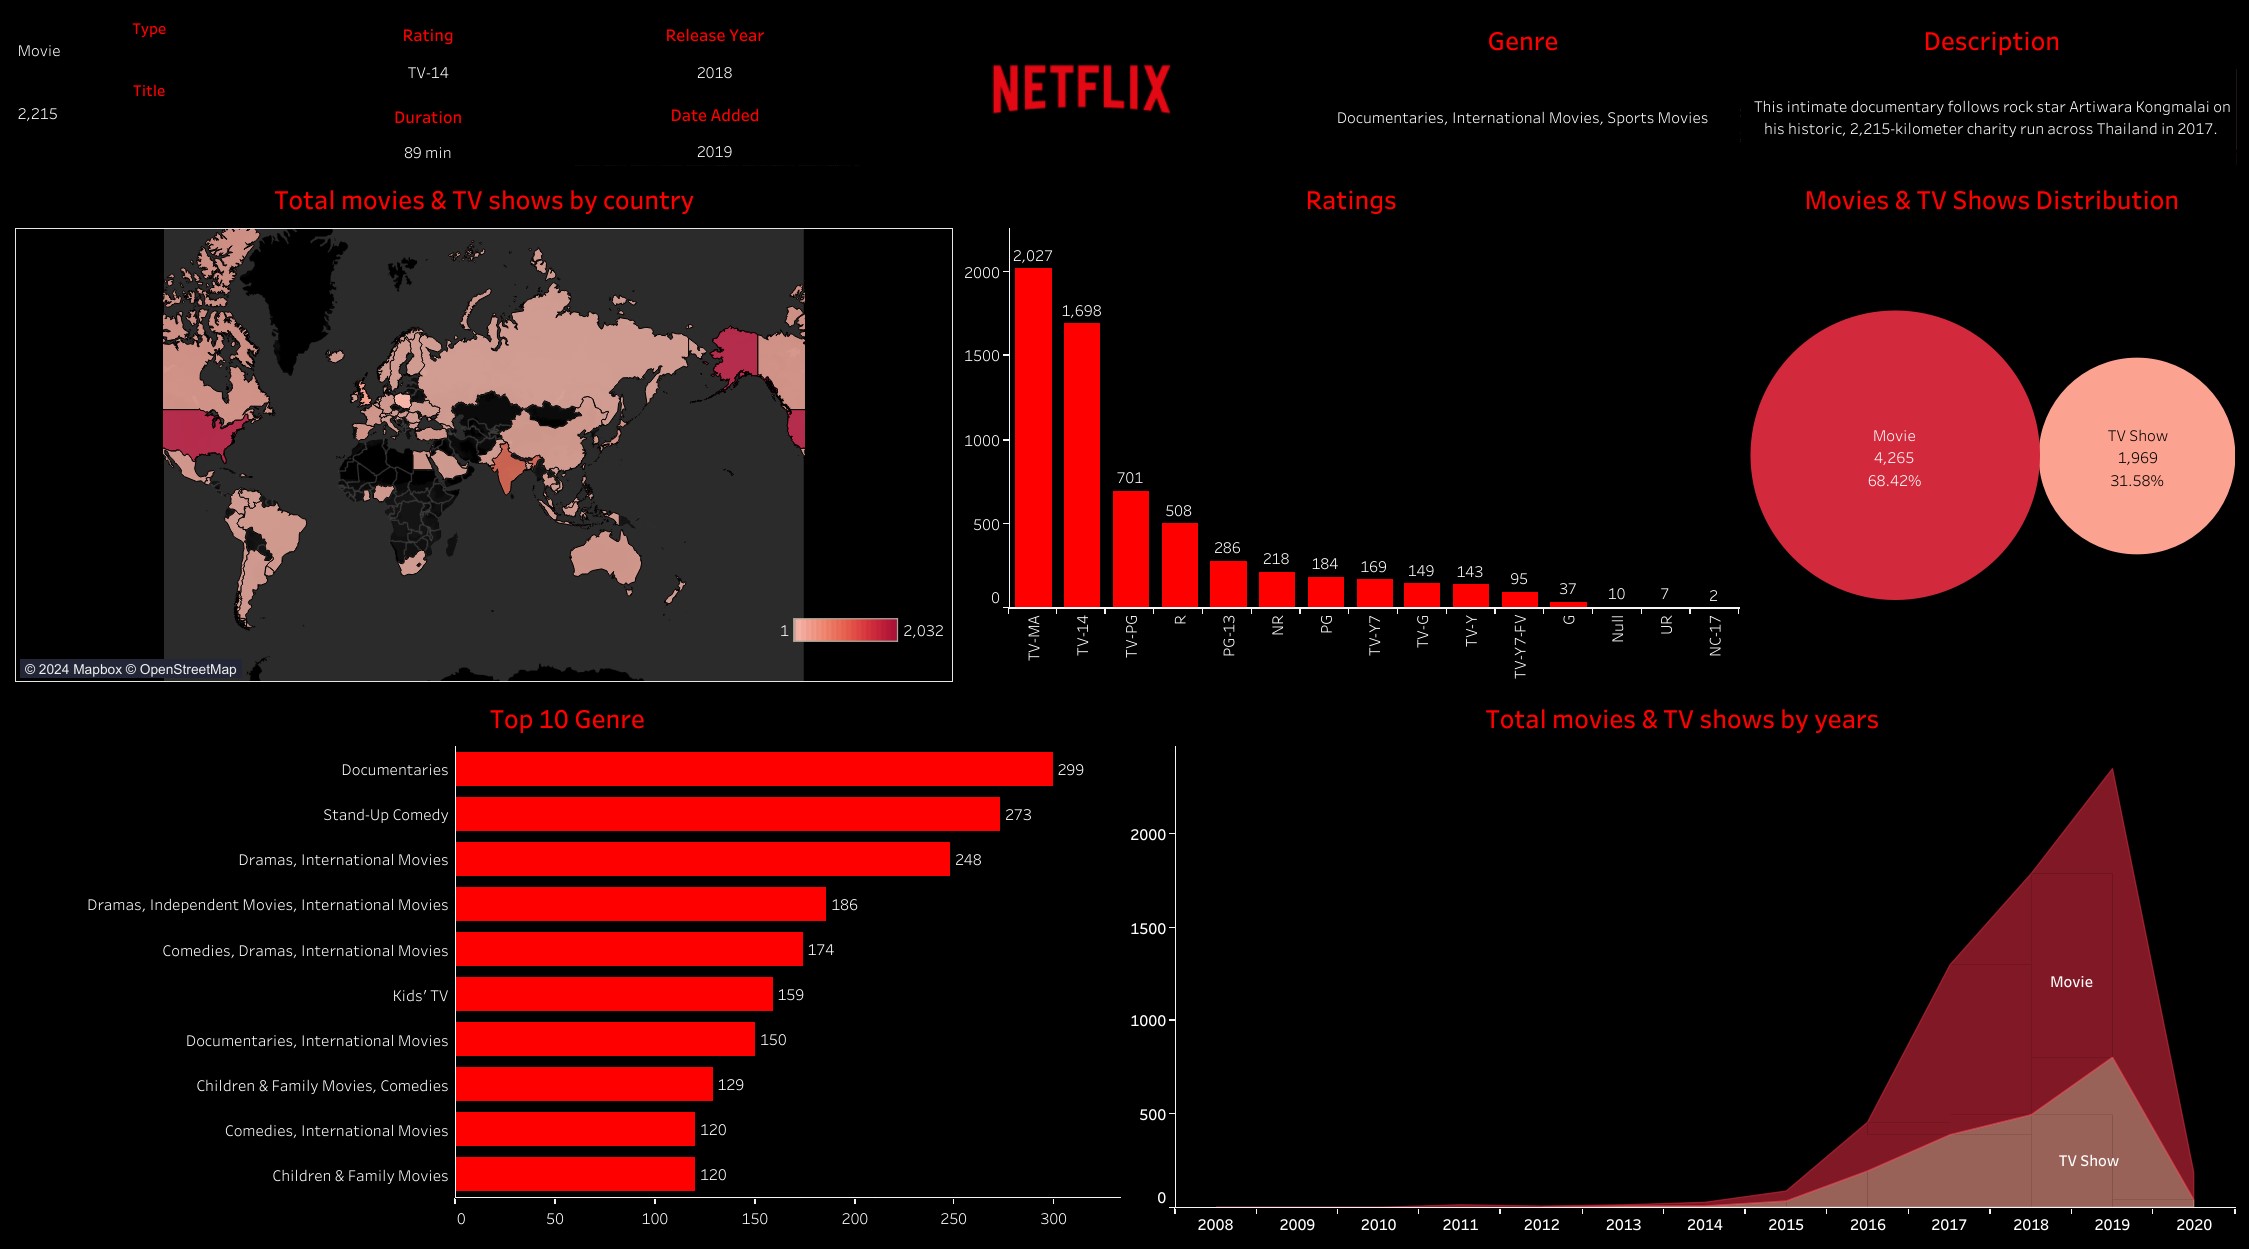 Type
Movie
Title
2,215
Rating
TV-14
Duration
89 min
Release Year
2018
Date Added
2019
NETFLIX
Genre
Documentaries, International Movies, Sports Movies
Description
This intimate documentary follows rock star Artiwara Kongmalai on
his historic, 2,215-kilometer charity run across Thailand in 2017.
Total movies & TV shows by country
1
2,032
© 2024 Mapbox © OpenStreetMap
Ratings
2000
1500
1000
500
0
2,027
1,698
701
508
286
218
184
169
149
143
95
37
10
7
2
TV-MA
TV-14
TV-PG
R
PG-13
NR
PG
TV-Y7
TV-G
TV-Y
TV-Y7-FV
G
Null
UR
NC-17
Movies & TV Shows Distribution
Movie
4,265
68.42%
TV Show
1,969
31.58%
Top 10 Genre
Documentaries 299
Stand-Up Comedy 273
Dramas, International Movies 248
Dramas, Independent Movies, International Movies 186
Comedies, Dramas, International Movies 174
Kids' TV 159
Documentaries, International Movies 150
Children & Family Movies, Comedies 129
Comedies, International Movies 120
Children & Family Movies 120
0 50 100 150 200 250 300
Total movies & TV shows by years
2000
1500
1000
500
0
Movie
TV Show
2008 2009 2010 2011 2012 2013 2014 2015 2016 2017 2018 2019 2020